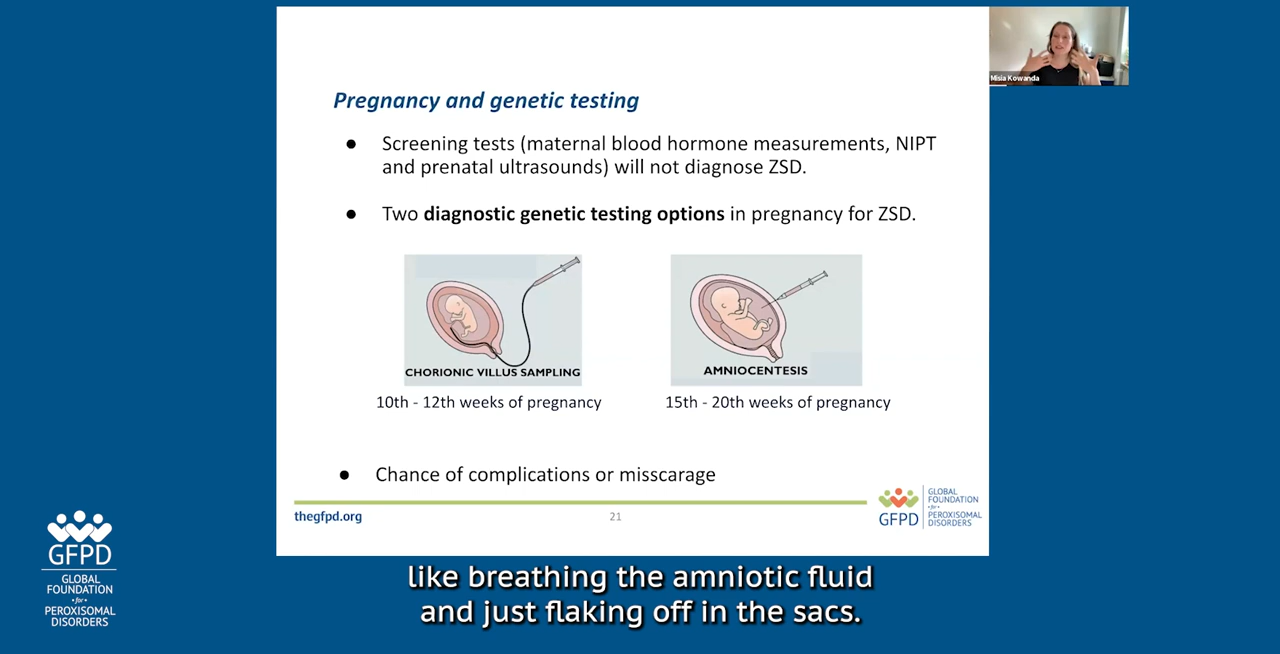 Misia Kowanda
Pregnancy and genetic testing
● Screening tests (maternal blood hormone measurements, NIPT
and prenatal ultrasounds) will not diagnose ZSD.
● Two diagnostic genetic testing options in pregnancy for ZSD.
CHORIONIC VILLUS SAMPLING
AMNIOCENTESIS
10th - 12th weeks of pregnancy
15th - 20th weeks of pregnancy
● Chance of complications or misscarage
thegfpd.org
21
GFPD
GLOBAL
FOUNDATION
for
PEROXISOMAL
DISORDERS
GFPD
GLOBAL
FOUNDATION
for
PEROXISOMAL
DISORDERS
like breathing the amniotic fluid
and just flaking off in the sacs.